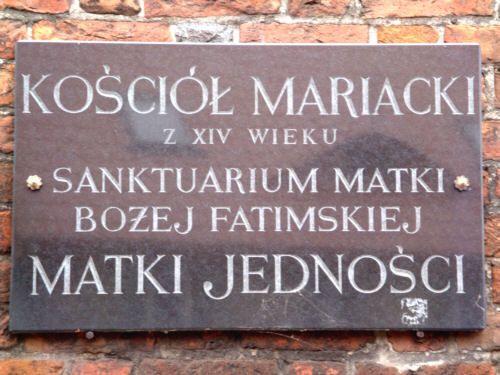 KOŚCIÓŁ MARIACKI
Z XIV WIEKU
SANKTUARIUM MATKI
BOŻEJ FATIMSKIEJ
MATKI JEDNOŚCI